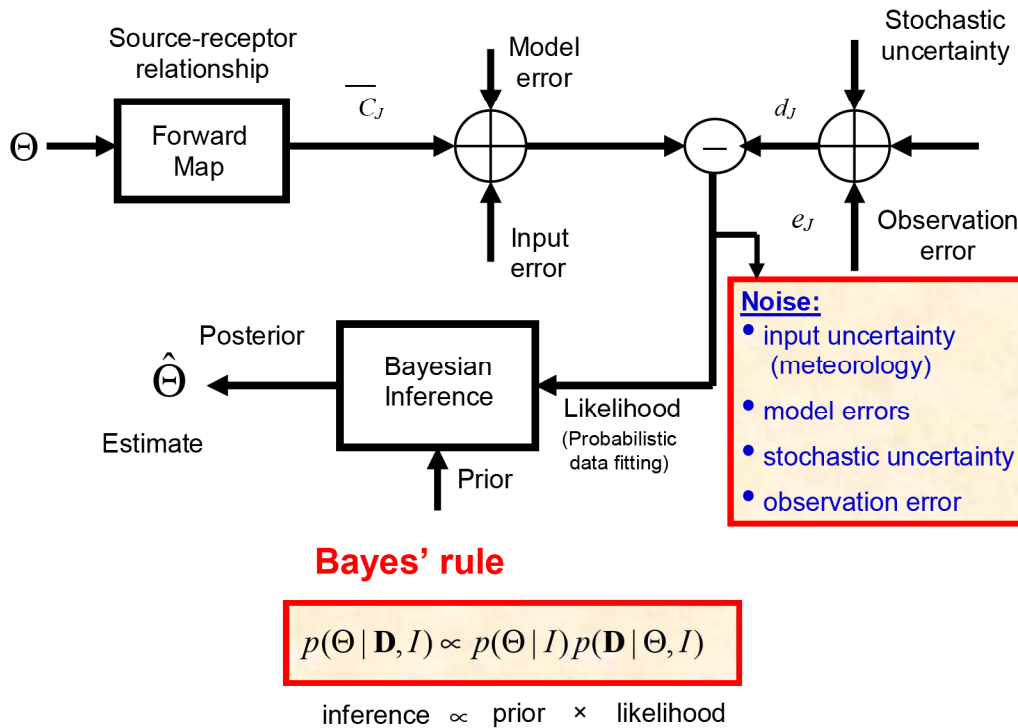 Source-receptor
relationship
Model
error
Stochastic
uncertainty
Θ
Forward
Map
C̅_J
−
d_J
Input
error
e_J
Observation
error
Noise:
• input uncertainty
(meteorology)
• model errors
• stochastic uncertainty
• observation error
Posterior
Θ̂
Estimate
Bayesian
Inference
Likelihood
(Probabilistic
data fitting)
Prior
Bayes’ rule
p(Θ | D, I) ∝ p(Θ | I) p(D | Θ, I)
inference ∝ prior × likelihood